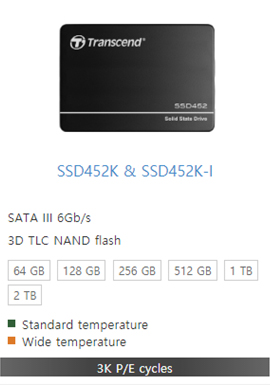 Transcend
SSD452
Solid State Drive
SSD452K & SSD452K-I
SATA III 6Gb/s
3D TLC NAND flash
64 GB 128 GB 256 GB 512 GB 1 TB
2 TB
Standard temperature
Wide temperature
3K P/E cycles